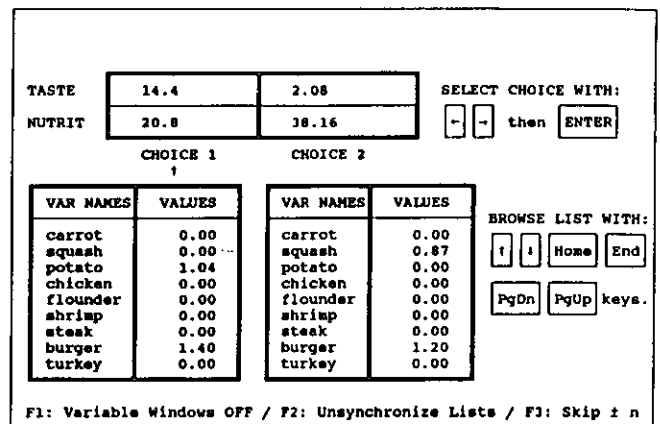 TASTE 14.4 2.08 SELECT CHOICE WITH:
NUTRIT 20.8 38.16 ← → then ENTER
CHOICE 1 CHOICE 2
↑
VAR NAMES VALUES VAR NAMES VALUES BROWSE LIST WITH:
carrot 0.00 carrot 0.00
squash 0.00 squash 0.87 ↑ ↓ Home End
potato 1.04 potato 0.00
chicken 0.00 chicken 0.00
flounder 0.00 flounder 0.00 PgDn PgUp keys.
shrimp 0.00 shrimp 0.00
steak 0.00 steak 0.00
burger 1.40 burger 1.20
turkey 0.00 turkey 0.00
F1: Variable Windows OFF / F2: Unsynchronize Lists / F3: Skip ± n